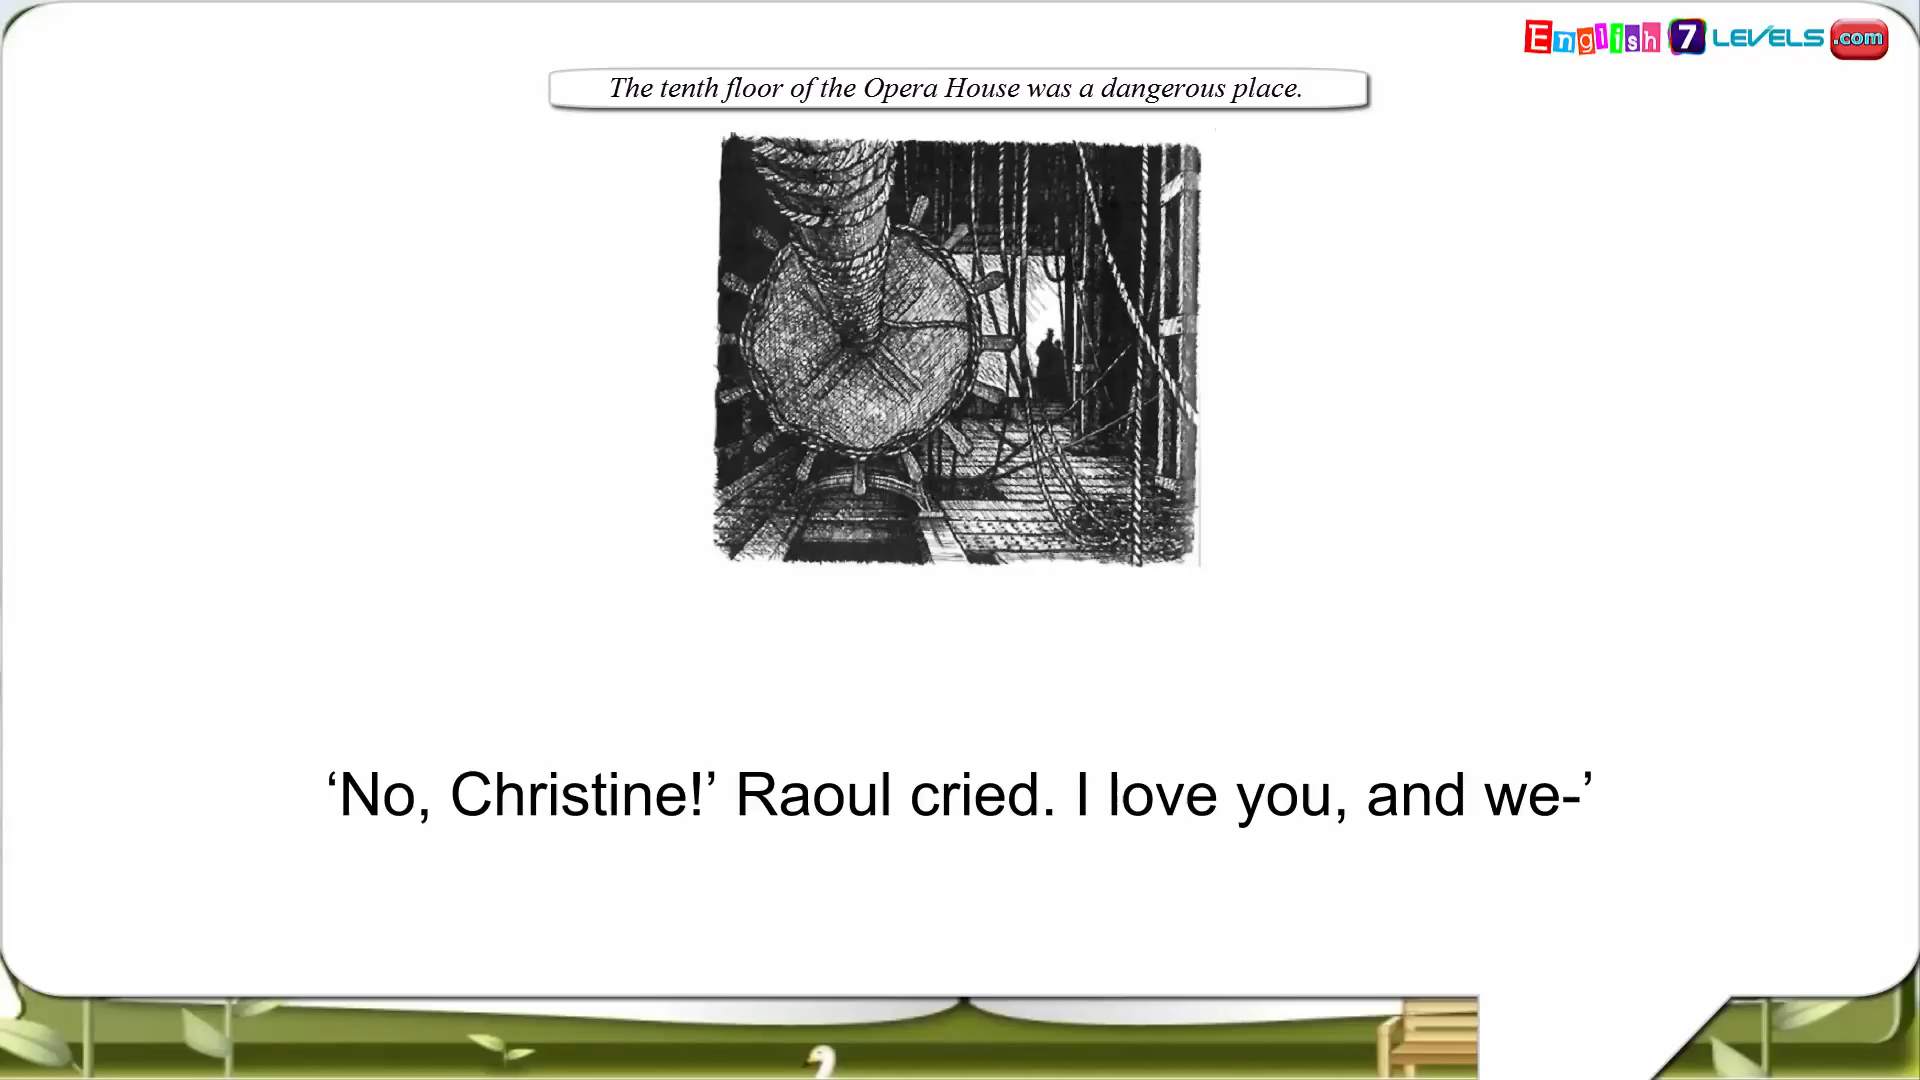 English 7 LEVELS .com
The tenth floor of the Opera House was a dangerous place.
‘No, Christine!’ Raoul cried. I love you, and we-’